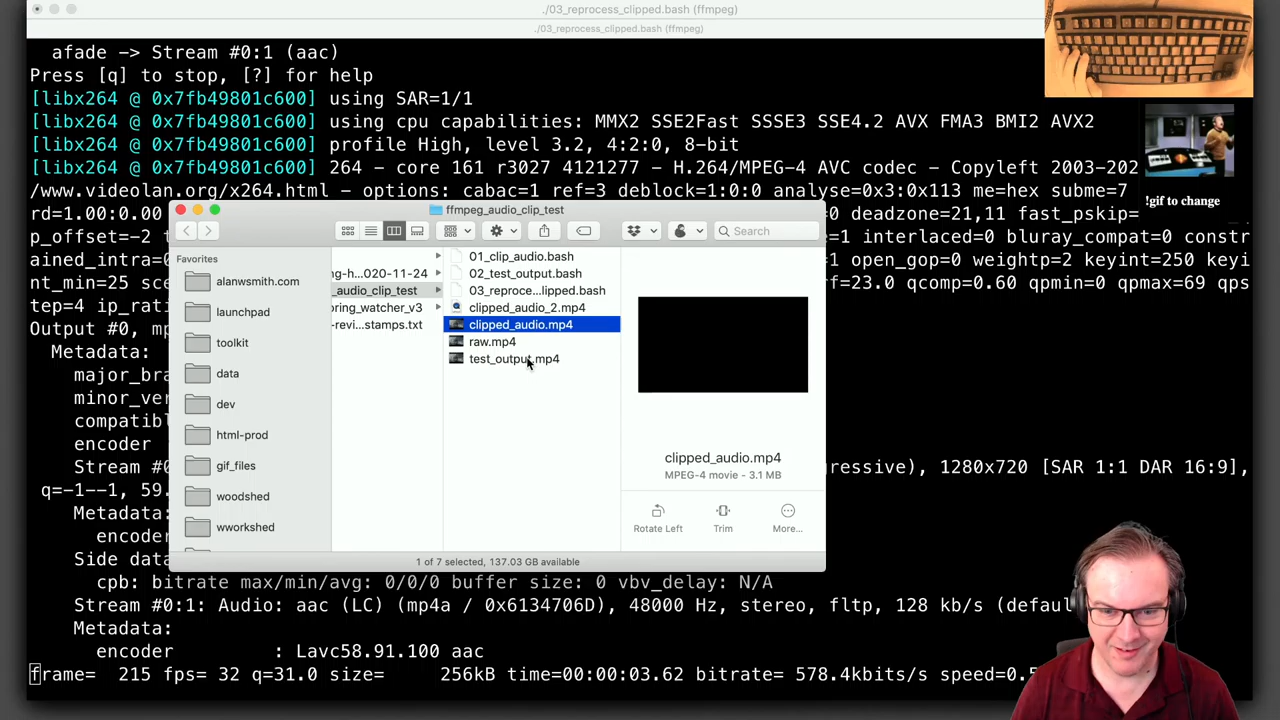 ./03_reprocess_clipped.bash (ffmpeg)
./03_reprocess_clipped.bash (ffmpeg)
afade -> Stream #0:1 (aac)
Press [q] to stop, [?] for help
[libx264 @ 0x7fb49801c600] using SAR=1/1
[libx264 @ 0x7fb49801c600] using cpu capabilities: MMX2 SSE2Fast SSSE3 SSE4.2 AVX FMA3 BMI2 AVX2
[libx264 @ 0x7fb49801c600] profile High, level 3.2, 4:2:0, 8-bit
[libx264 @ 0x7fb49801c600] 264 - core 161 r3027 4121277 - H.264/MPEG-4 AVC codec - Copyleft 2003-202
/www.videolan.org/x264.html - options: cabac=1 ref=3 deblock=1:0:0 analyse=0x3:0x113 me=hex subme=7
!gif to change
rd=1.00:0.00
deadzone=21,11 fast_pskip=
p_offset=-2 t
=1 interlaced=0 bluray_compat=0 constr
ained_intra=0
=1 open_gop=0 weightp=2 keyint=250 keyi
nt_min=25 sce
rf=23.0 qcomp=0.60 qpmin=0 qpmax=69 qps
tep=4 ip_rati
Output #0, mp
Metadata:
major_bra
minor_ver
compatib
encoder
Stream #0
gressive), 1280x720 [SAR 1:1 DAR 16:9],
q=-1--1, 59.
Metadata:
encode
Side data
cpb: bitrate max/min/avg: 0/0/0 buffer size: 0 vbv_delay: N/A
Stream #0:1: Audio: aac (LC) (mp4a / 0x6134706D), 48000 Hz, stereo, fltp, 128 kb/s (defau
Metadata:
encoder : Lavc58.91.100 aac
frame= 215 fps= 32 q=31.0 size= 256kB time=00:00:03.62 bitrate= 578.4kbits/s speed=0.5
ffmpeg_audio_clip_test
Search
Favorites
alanwsmith.com
launchpad
toolkit
data
dev
html-prod
gif_files
woodshed
wworkshed
ng-h...020-11-24
_audio_clip_test
ring_watcher_v3
-revi...stamps.txt
01_clip_audio.bash
02_test_output.bash
03_reproce...lipped.bash
clipped_audio_2.mp4
clipped_audio.mp4
raw.mp4
test_output.mp4
clipped_audio.mp4
MPEG-4 movie - 3.1 MB
Rotate Left
Trim
More...
1 of 7 selected, 137.03 GB available